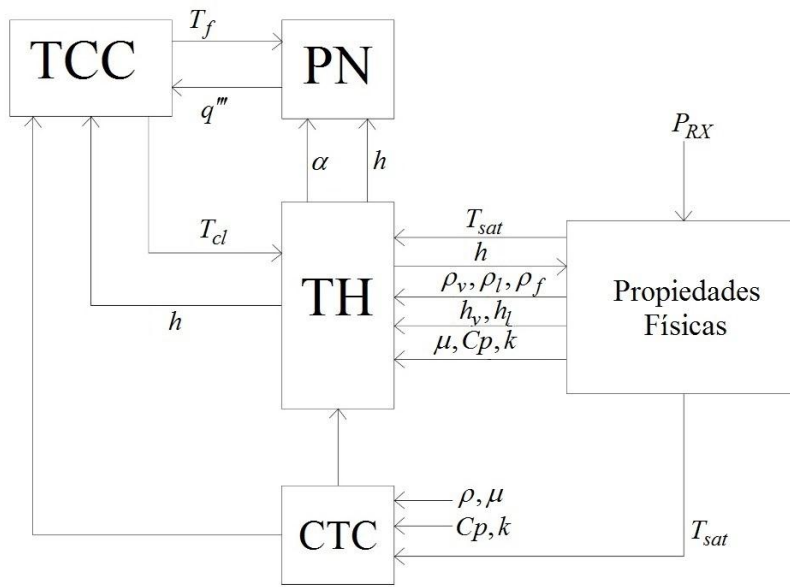 T_f
TCC
PN
q'''
P_RX
α
h
T_cl
T_sat
h
ρ_v, ρ_l, ρ_f
h
TH
h_v, h_l
μ, Cp, k
Propiedades
Físicas
ρ, μ
CTC
Cp, k
T_sat